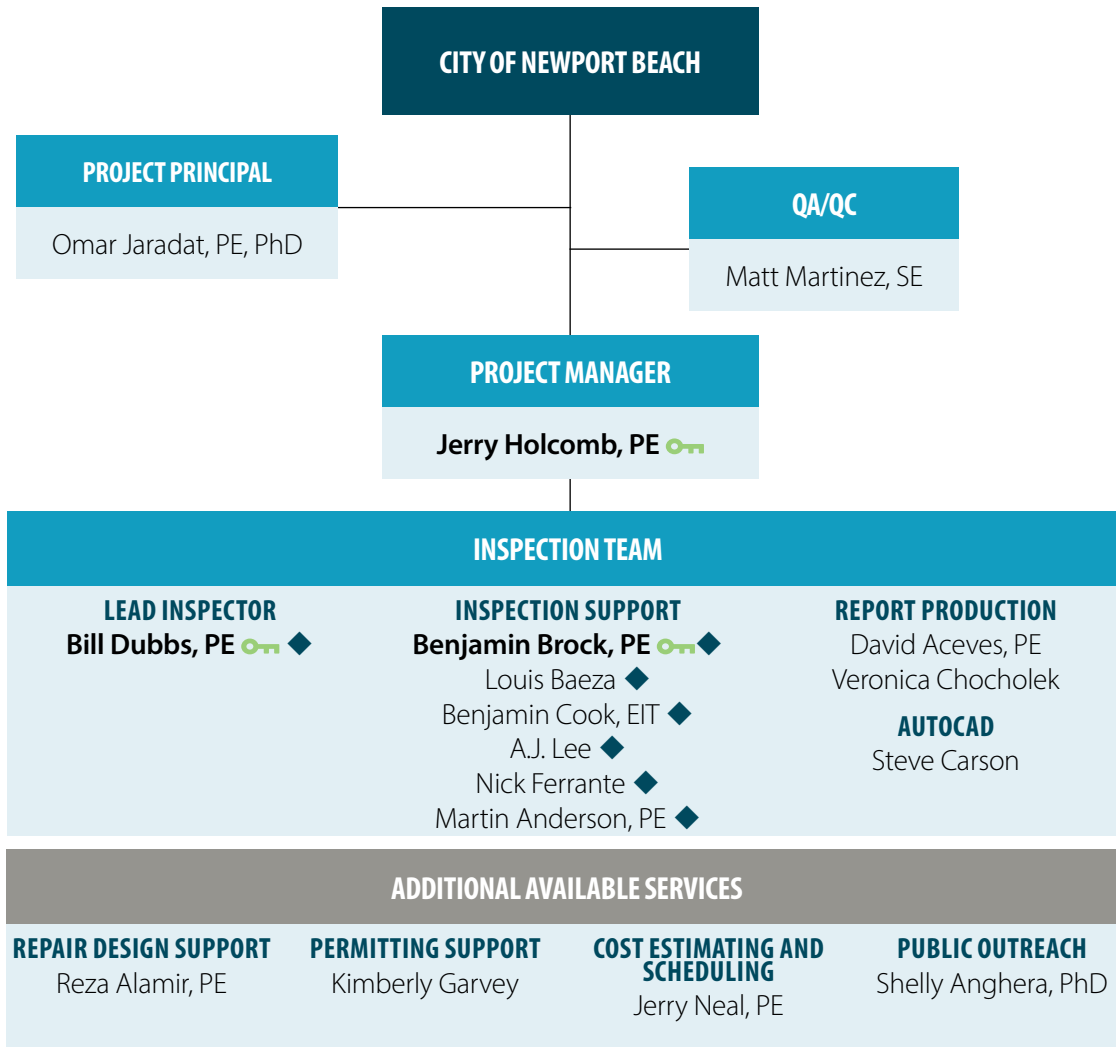 CITY OF NEWPORT BEACH
PROJECT PRINCIPAL
Omar Jaradat, PE, PhD
QA/QC
Matt Martinez, SE
PROJECT MANAGER
Jerry Holcomb, PE
INSPECTION TEAM
LEAD INSPECTOR
Bill Dubbs, PE
INSPECTION SUPPORT
Benjamin Brock, PE
Louis Baeza
Benjamin Cook, EIT
A.J. Lee
Nick Ferrante
Martin Anderson, PE
REPORT PRODUCTION
David Aceves, PE
Veronica Chocholek
AUTOCAD
Steve Carson
ADDITIONAL AVAILABLE SERVICES
REPAIR DESIGN SUPPORT
Reza Alamir, PE
PERMITTING SUPPORT
Kimberly Garvey
COST ESTIMATING AND
SCHEDULING
Jerry Neal, PE
PUBLIC OUTREACH
Shelly Anghera, PhD